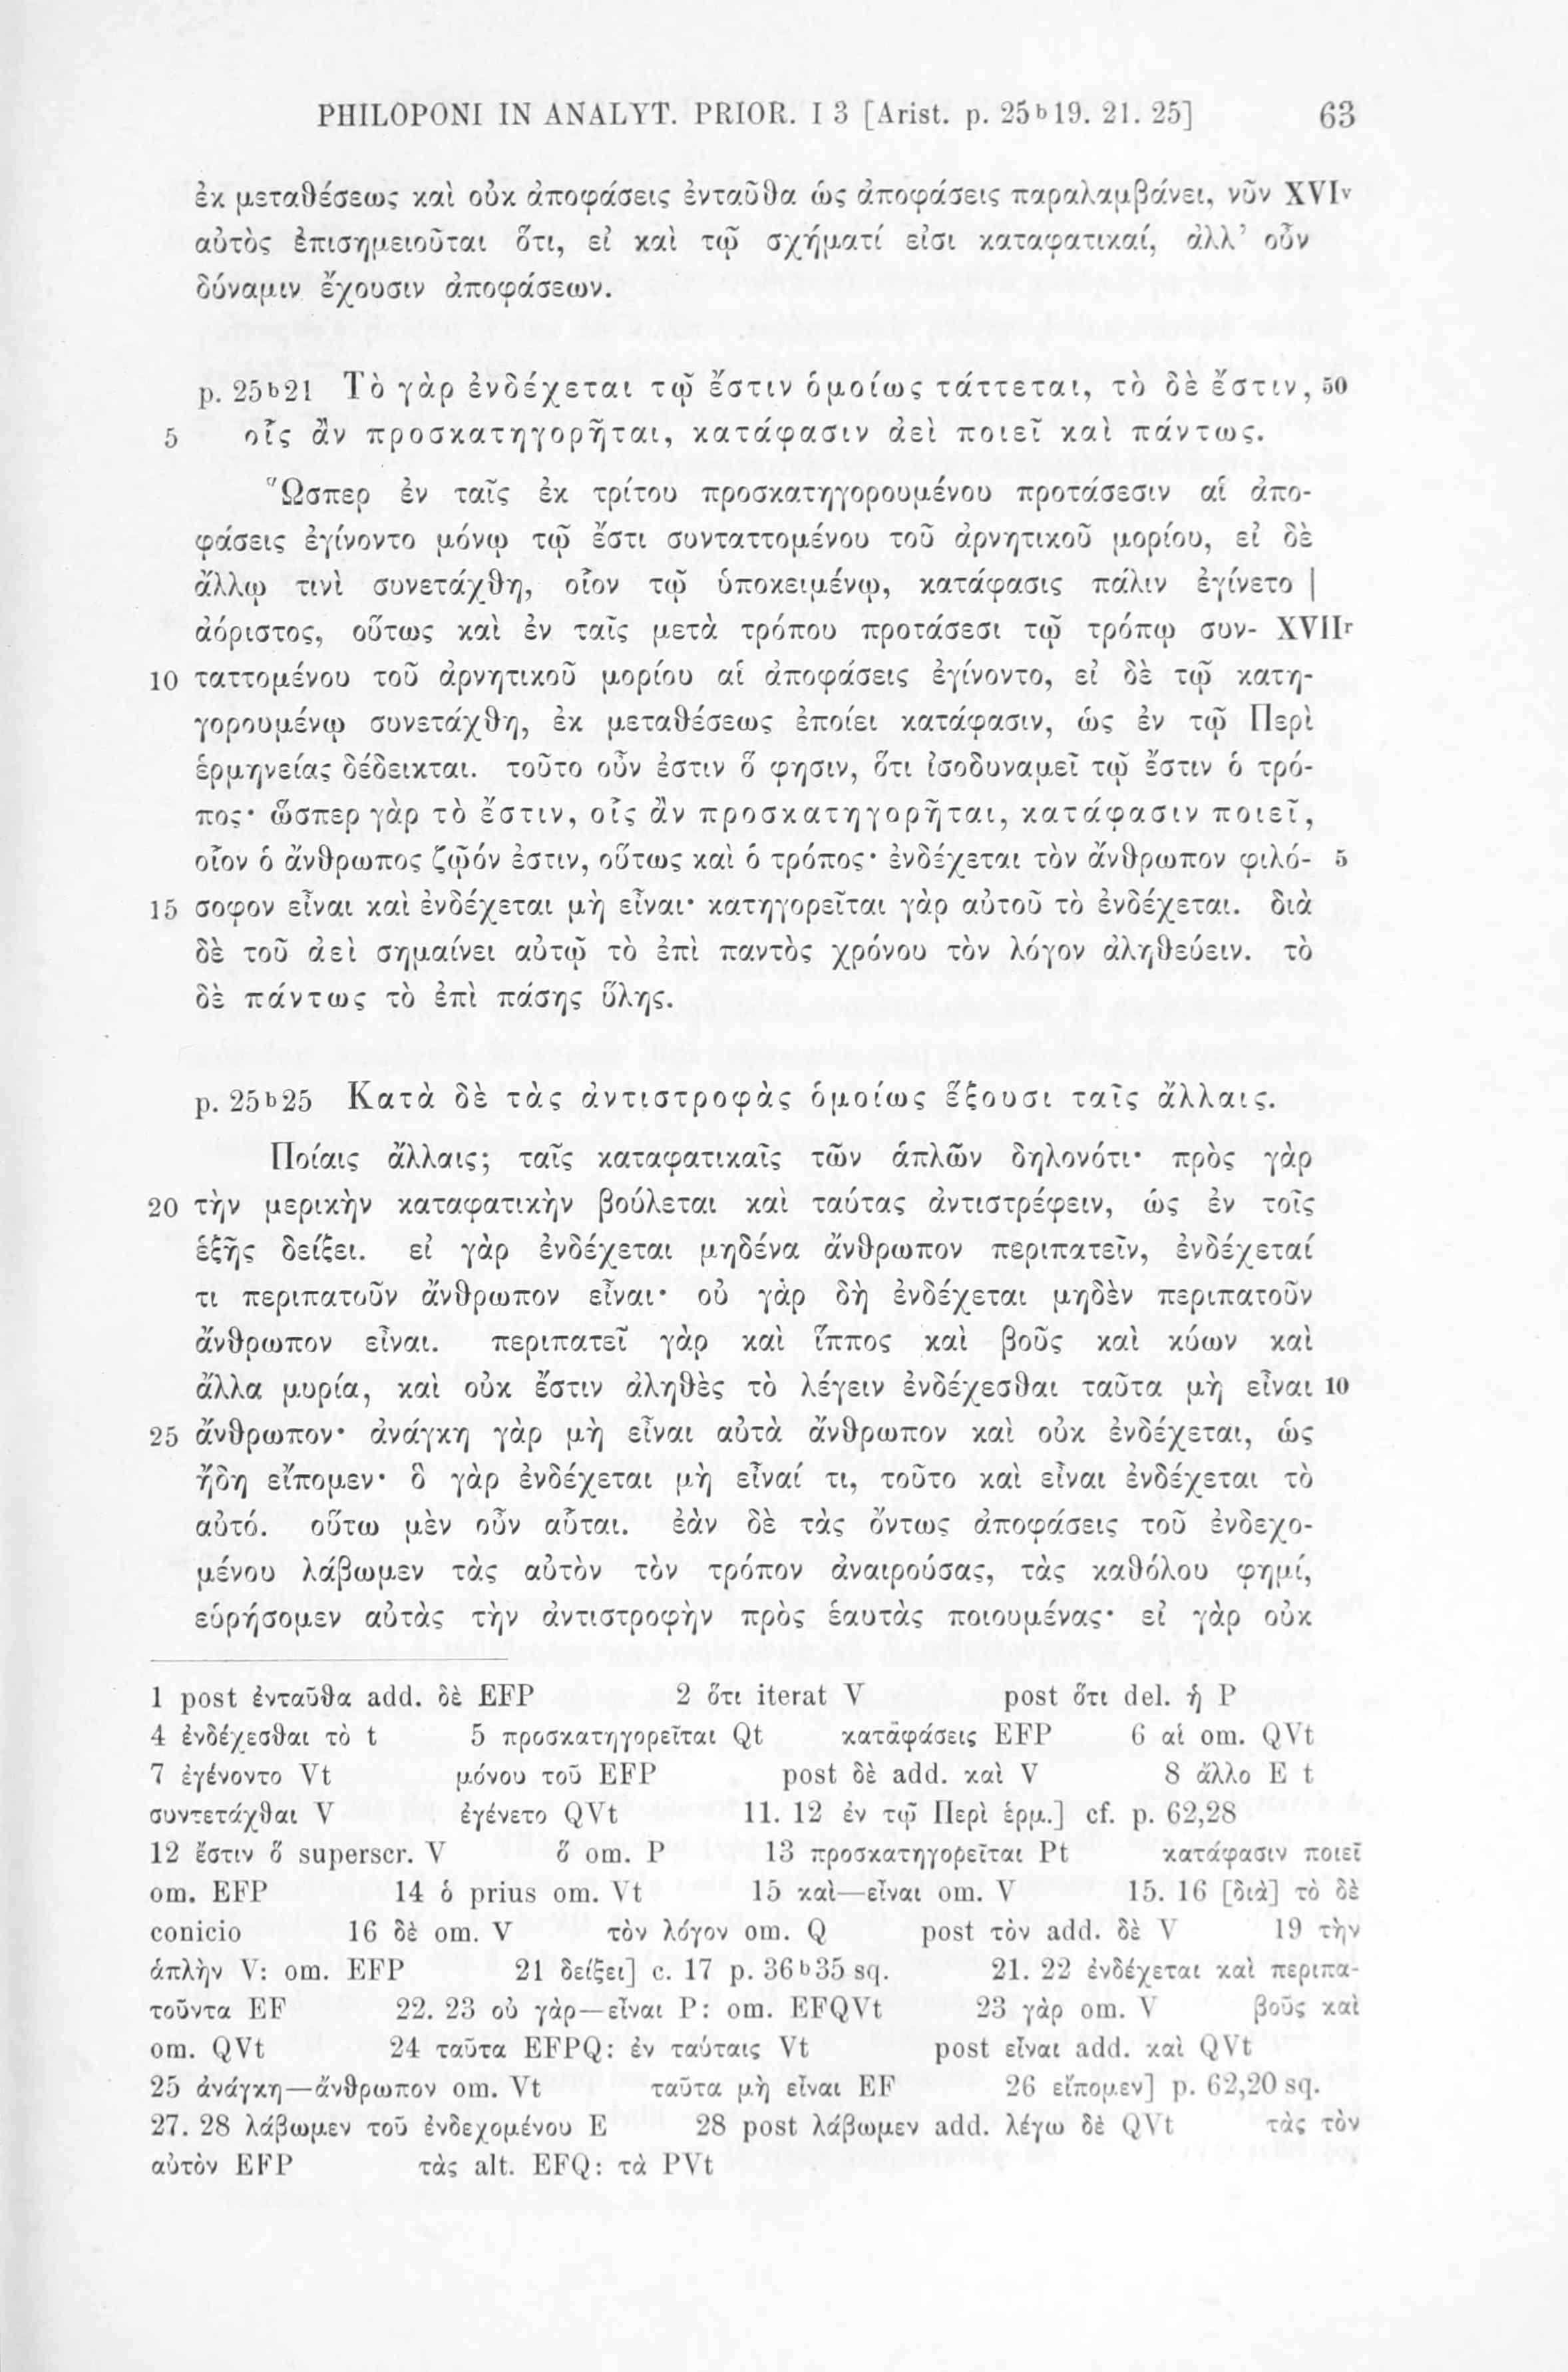 PHILOPONI IN ANALYT. PRIOR. I 3 [Arist. p. 25b19. 21. 25] 63
ἐκ μεταθέσεως καὶ οὐκ ἀποφάσεις ἐνταῦθα ὡς ἀποφάσεις παραλαμβάνει, νῦν XVIv
αὐτὸς ἐπισημειοῦται ὅτι, εἰ καὶ τῷ σχήματί εἰσι καταφατικαί, ἀλλ’ οὖν
δύναμιν ἔχουσιν ἀποφάσεων.
p. 25b21 Τὸ γὰρ ἐνδέχεται τῷ ἔστιν ὁμοίως τάττεται, τὸ δὲ ἔστιν, 50
5 οἷς ἂν προσκατηγορῆται, κατάφασιν ἀεὶ ποιεῖ καὶ πάντως.
Ὥσπερ ἐν ταῖς ἐκ τρίτου προσκατηγορουμένου προτάσεσιν αἱ ἀπο-
φάσεις ἐγίνοντο μόνῳ τῷ ἔστι συνταττομένου τοῦ ἀρνητικοῦ μορίου, εἰ δὲ
ἄλλῳ τινὶ συνετάχθη, οἷον τῷ ὑποκειμένῳ, κατάφασις πάλιν ἐγίνετο |
ἀόριστος, οὕτως καὶ ἐν ταῖς μετὰ τρόπου προτάσεσι τῷ τρόπῳ συν- XVIIr
10 ταττομένου τοῦ ἀρνητικοῦ μορίου αἱ ἀποφάσεις ἐγίνοντο, εἰ δὲ τῷ κατη-
γορουμένῳ συνετάχθη, ἐκ μεταθέσεως ἐποίει κατάφασιν, ὡς ἐν τῷ Περὶ
ἑρμηνείας δέδεικται. τοῦτο οὖν ἐστιν ὅ φησιν, ὅτι ἰσοδυναμεῖ τῷ ἔστιν ὁ τρό-
πος· ὥσπερ γὰρ τὸ ἔστιν, οἷς ἂν προσκατηγορῆται, κατάφασιν ποιεῖ,
οἷον ὁ ἄνθρωπος ζῷόν ἐστιν, οὕτως καὶ ὁ τρόπος· ἐνδέχεται τὸν ἄνθρωπον φιλό- 5
15 σοφον εἶναι καὶ ἐνδέχεται μὴ εἶναι· κατηγορεῖται γὰρ αὐτοῦ τὸ ἐνδέχεται. διὰ
δὲ τοῦ ἀεὶ σημαίνει αὐτῷ τὸ ἐπὶ παντὸς χρόνου τὸν λόγον ἀληθεύειν. τὸ
δὲ πάντως τὸ ἐπὶ πάσης ὕλης.
p. 25b25 Κατὰ δὲ τὰς ἀντιστροφὰς ὁμοίως ἕξουσι ταῖς ἄλλαις.
Ποίαις ἄλλαις; ταῖς καταφατικαῖς τῶν ἁπλῶν δηλονότι· πρὸς γὰρ
20 τὴν μερικὴν καταφατικὴν βούλεται καὶ ταύτας ἀντιστρέφειν, ὡς ἐν τοῖς
ἑξῆς δείξει. εἰ γὰρ ἐνδέχεται μηδένα ἄνθρωπον περιπατεῖν, ἐνδέχεταί
τι περιπατοῦν ἄνθρωπον εἶναι· οὐ γὰρ δὴ ἐνδέχεται μηδὲν περιπατοῦν
ἄνθρωπον εἶναι. περιπατεῖ γὰρ καὶ ἵππος καὶ βοῦς καὶ κύων καὶ
ἄλλα μυρία, καὶ οὐκ ἔστιν ἀληθὲς τὸ λέγειν ἐνδέχεσθαι ταῦτα μὴ εἶναι 10
25 ἄνθρωπον· ἀνάγκη γὰρ μὴ εἶναι αὐτὰ ἄνθρωπον καὶ οὐκ ἐνδέχεται, ὡς
ἤδη εἴπομεν· ὃ γὰρ ἐνδέχεται μὴ εἶναί τι, τοῦτο καὶ εἶναι ἐνδέχεται τὸ
αὐτό. οὕτω μὲν οὖν αὗται. ἐὰν δὲ τὰς ὄντως ἀποφάσεις τοῦ ἐνδεχο-
μένου λάβωμεν τὰς αὐτὸν τὸν τρόπον ἀναιρούσας, τὰς καθόλου φημί,
εὑρήσομεν αὐτὰς τὴν ἀντιστροφὴν πρὸς ἑαυτὰς ποιουμένας· εἰ γὰρ οὐκ
1 post ἐνταῦθα add. δὲ EFP 2 ὅτι iterat V post ὅτι del. ἡ P
4 ἐνδέχεσθαι τὸ t 5 προσκατηγορεῖται Qt καταφάσεις EFP 6 αἱ om. QVt
7 ἐγένοντο Vt μόνου τοῦ EFP post δὲ add. καὶ V 8 ἄλλο E t
συντετάχθαι V ἐγένετο QVt 11. 12 ἐν τῷ Περὶ ἑρμ.] cf. p. 62,28
12 ἔστιν ὅ superscr. V ὅ om. P 13 προσκατηγορεῖται Pt κατάφασιν ποιεῖ
om. EFP 14 ὁ prius om. Vt 15 καὶ—εἶναι om. V 15. 16 [διὰ] τὸ δὲ
conicio 16 δὲ om. V τὸν λόγον om. Q post τὸν add. δὲ V 19 τὴν
ἁπλὴν V: om. EFP 21 δείξει] c. 17 p. 36b35 sq. 21. 22 ἐνδέχεται καὶ περιπα-
τοῦντα EF 22. 23 οὐ γὰρ—εἶναι P: om. EFQVt 23 γὰρ om. V βοῦς καὶ
om. QVt 24 ταῦτα EFPQ: ἐν ταύταις Vt post εἶναι add. καὶ QVt
25 ἀνάγκη—ἄνθρωπον om. Vt ταῦτα μὴ εἶναι EF 26 εἴπομεν] p. 62,20 sq.
27. 28 λάβωμεν τοῦ ἐνδεχομένου E 28 post λάβωμεν add. λέγω δὲ QVt τὰς τὸν
αὐτὸν EFP τὰς alt. EFQ: τὰ PVt